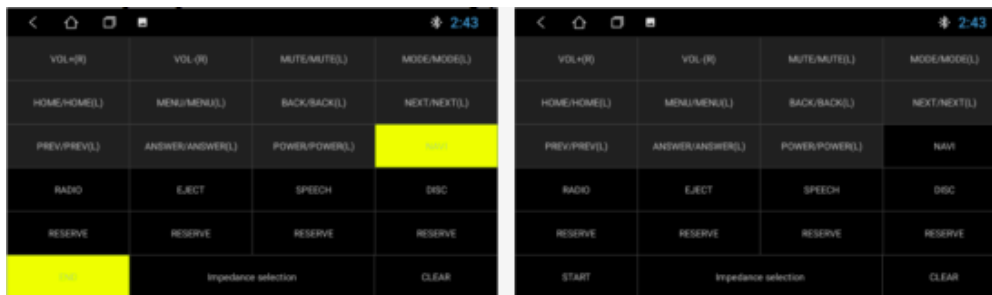 2:43
VOL+(R) VOL-(R) MUTE/MUTE(L) MODE/MODE(L)
HOME/HOME(L) MENU/MENU(L) BACK/BACK(L) NEXT/NEXT(L)
PREV/PREV(L) ANSWER/ANSWER(L) POWER/POWER(L) NAVI
RADIO EJECT SPEECH DISC
RESERVE RESERVE RESERVE RESERVE
END Impedance selection CLEAR
2:43
VOL+(R) VOL-(R) MUTE/MUTE(L) MODE/MODE(L)
HOME/HOME(L) MENU/MENU(L) BACK/BACK(L) NEXT/NEXT(L)
PREV/PREV(L) ANSWER/ANSWER(L) POWER/POWER(L) NAVI
RADIO EJECT SPEECH DISC
RESERVE RESERVE RESERVE RESERVE
START Impedance selection CLEAR